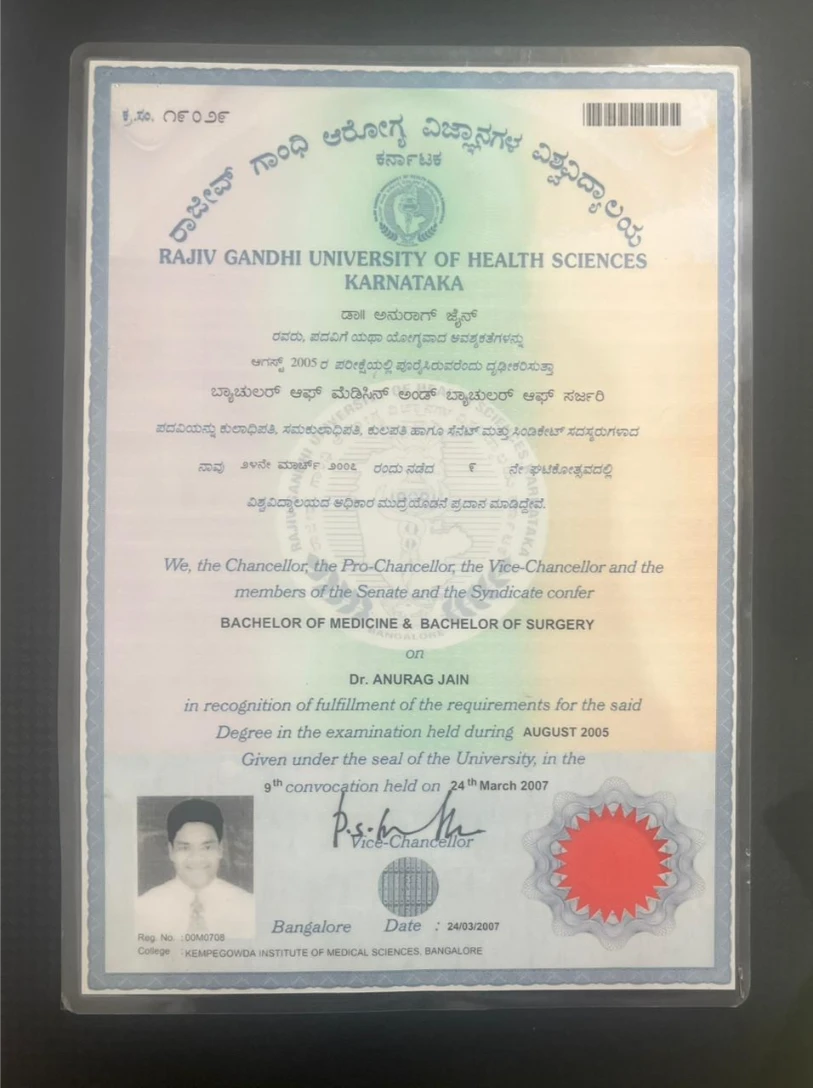 ಕ್ರ.ಸಂ. ೧೯೦೨೯
ರಾಜೀವ್ ಗಾಂಧಿ ಆರೋಗ್ಯ ವಿಜ್ಞಾನಗಳ ವಿಶ್ವವಿದ್ಯಾಲಯ
ಕರ್ನಾಟಕ
RAJIV GANDHI UNIVERSITY OF HEALTH SCIENCES
KARNATAKA
ಡಾ|| ಅನುರಾಗ್ ಜೈನ್
ರವರು, ಪದವಿಗೆ ಯಥಾ ಯೋಗ್ಯವಾದ ಅವಶ್ಯಕತೆಗಳನ್ನು
ಆಗಸ್ಟ್ 2005 ರ ಪರೀಕ್ಷೆಯಲ್ಲಿ ಪೂರೈಸಿರುವರೆಂದು ದೃಢೀಕರಿಸುತ್ತಾ
ಬ್ಯಾಚುಲರ್ ಆಫ್ ಮೆಡಿಸಿನ್ ಅಂಡ್ ಬ್ಯಾಚುಲರ್ ಆಫ್ ಸರ್ಜರಿ
ಪದವಿಯನ್ನು ಕುಲಾಧಿಪತಿ, ಸಮಕುಲಾಧಿಪತಿ, ಕುಲಪತಿ ಹಾಗೂ ಸೆನೆಟ್ ಮತ್ತು ಸಿಂಡಿಕೇಟ್ ಸದಸ್ಯರುಗಳಾದ
ನಾವು ೨೪ನೇ ಮಾರ್ಚ್ ೨೦೦೭ ರಂದು ನಡೆದ ೯ ನೇ ಘಟಿಕೋತ್ಸವದಲ್ಲಿ
ವಿಶ್ವವಿದ್ಯಾಲಯದ ಅಧಿಕಾರ ಮುದ್ರೆಯೊಡನೆ ಪ್ರದಾನ ಮಾಡಿದ್ದೇವೆ.
We, the Chancellor, the Pro-Chancellor, the Vice-Chancellor and the
members of the Senate and the Syndicate confer
BACHELOR OF MEDICINE & BACHELOR OF SURGERY
on
Dr. ANURAG JAIN
in recognition of fulfillment of the requirements for the said
Degree in the examination held during AUGUST 2005
Given under the seal of the University, in the
9th convocation held on 24th March 2007
Vice-Chancellor
Bangalore Date : 24/03/2007
Reg. No. :00M0706
College : KEMPEGOWDA INSTITUTE OF MEDICAL SCIENCES, BANGALORE